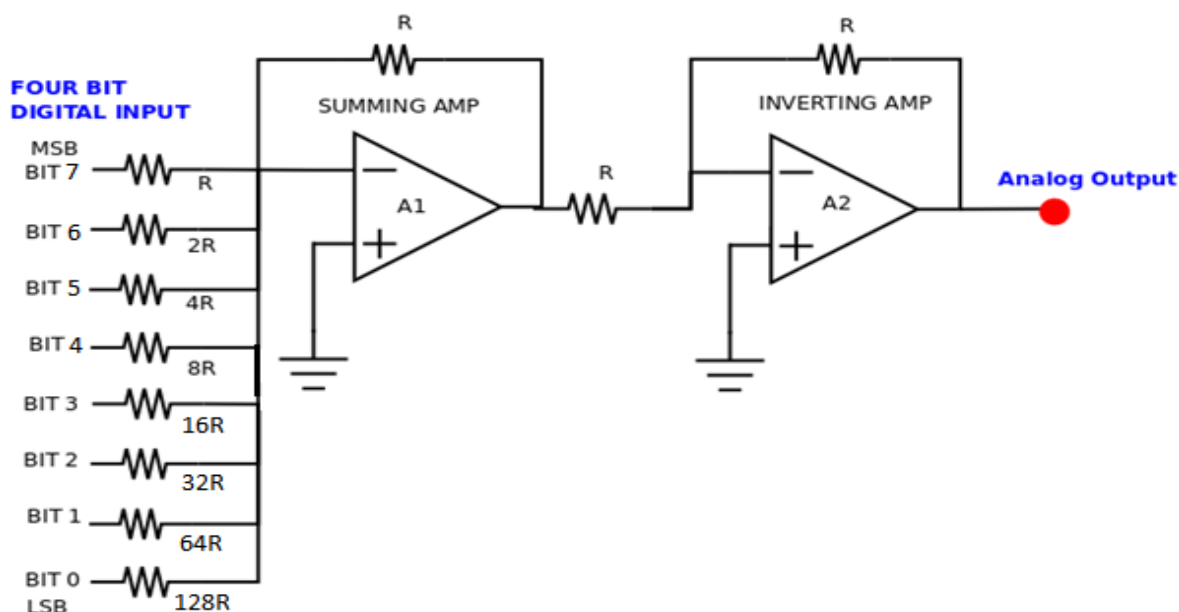 R
R
FOUR BIT
DIGITAL INPUT
SUMMING AMP
INVERTING AMP
MSB
BIT 7
R
R
Analog Output
A1
A2
BIT 6
2R
BIT 5
4R
BIT 4
8R
BIT 3
16R
BIT 2
32R
BIT 1
64R
BIT 0
128R
LSB